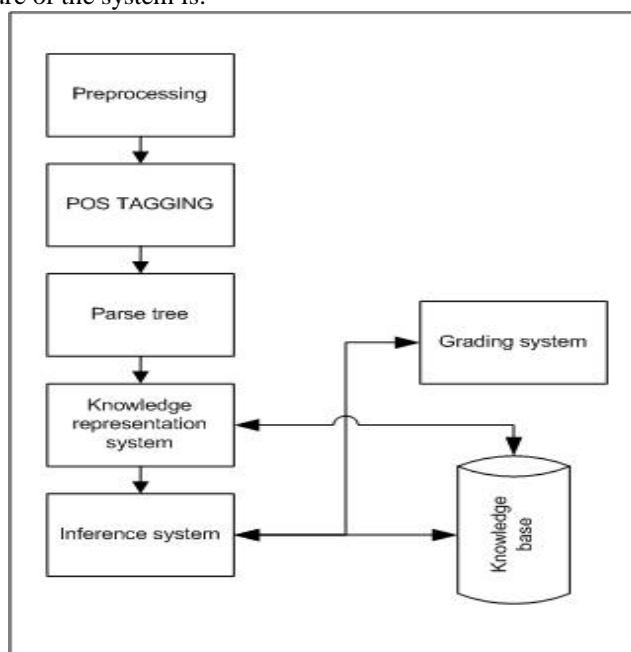 ure of the system is:
Preprocessing
POS TAGGING
Parse tree
Grading system
Knowledge
representation
system
Inference system
Knowledge
base